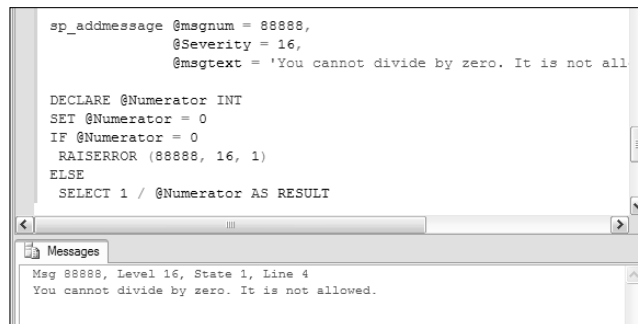 sp_addmessage @msgnum = 88888,
@Severity = 16,
@msgtext = 'You cannot divide by zero. It is not all
DECLARE @Numerator INT
SET @Numerator = 0
IF @Numerator = 0
RAISERROR (88888, 16, 1)
ELSE
SELECT 1 / @Numerator AS RESULT
Messages
Msg 88888, Level 16, State 1, Line 4
You cannot divide by zero. It is not allowed.